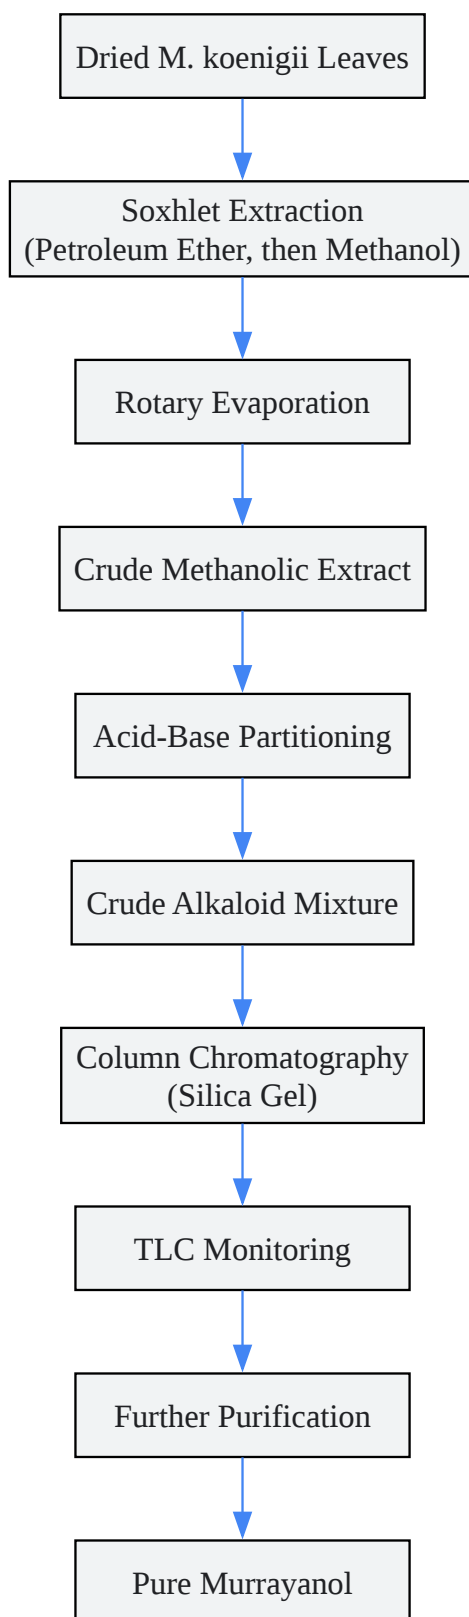 Dried M. koenigii Leaves
Soxhlet Extraction
(Petroleum Ether, then Methanol)
Rotary Evaporation
Crude Methanolic Extract
Acid-Base Partitioning
Crude Alkaloid Mixture
Column Chromatography
(Silica Gel)
TLC Monitoring
Further Purification
Pure Murrayanol